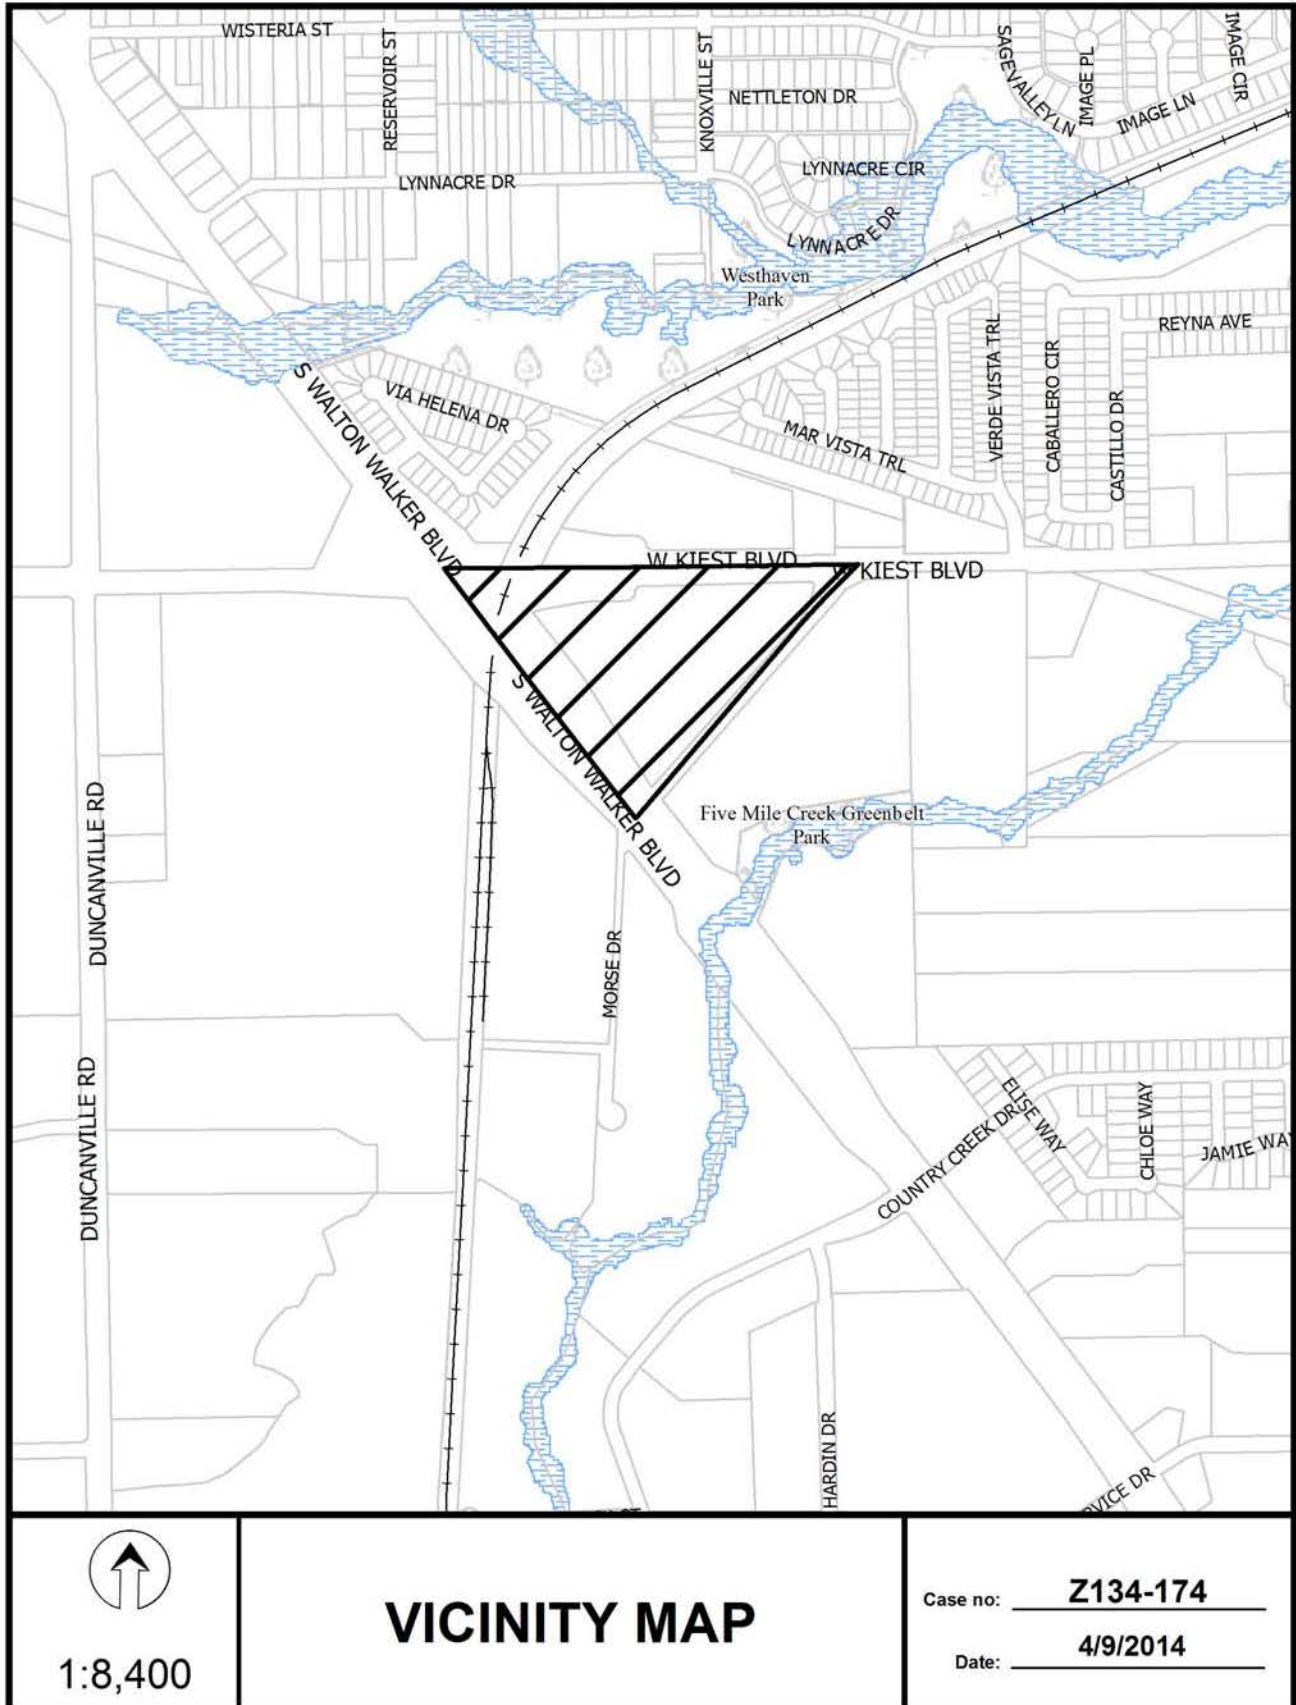 WISTERIA ST
RESERVOIR ST
KNOXVILLE ST
NETTLETON DR
SAGEVALLEY LN
IMAGE PL
IMAGE LN
IMAGE CIR
LYNNACRE DR
LYNNACRE CIR
LYNNACRE DR
Westhaven
Park
REYNA AVE
VERDE VISTA TRL
CABALLERO CIR
CASTILLO DR
S WALTON WALKER BLVD
VIA HELENA DR
MAR VISTA TRL
W KIEST BLVD
W KIEST BLVD
S WALTON WALKER BLVD
Five Mile Creek Greenbelt
Park
DUNCANVILLE RD
MORSE DR
DUNCANVILLE RD
ELISE WAY
CHLOE WAY
JAMIE WA
COUNTRY CREEK DR
HARDIN DR
RVICE DR
1:8,400
VICINITY MAP
Case no: Z134-174
Date: 4/9/2014